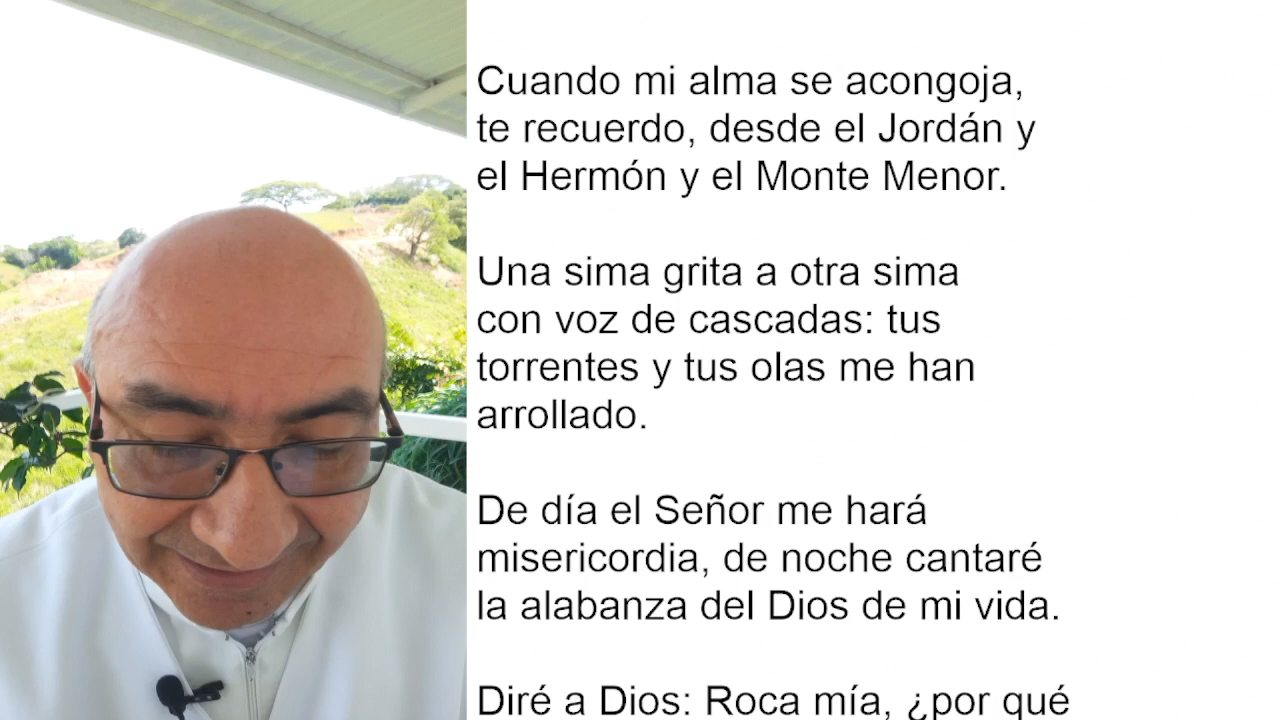 Cuando mi alma se acongoja,
te recuerdo, desde el Jordán y
el Hermón y el Monte Menor.
Una sima grita a otra sima
con voz de cascadas: tus
torrentes y tus olas me han
arrollado.
De día el Señor me hará
misericordia, de noche cantaré
la alabanza del Dios de mi vida.
Diré a Dios: Roca mía, ¿por qué